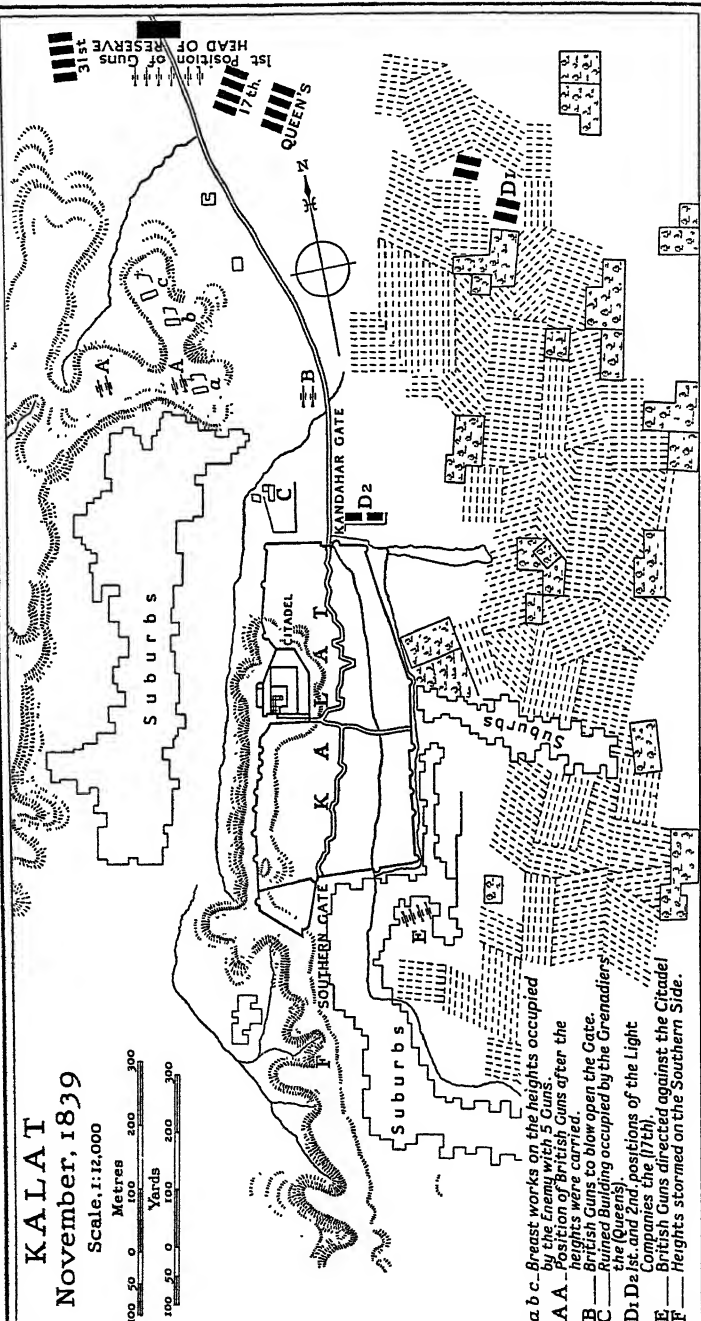 KALAT
November, 1839
Scale, 1:12,000
Metres
100 50 0 100 200 300
Yards
100 50 0 100 200 300
31st
HEAD OF RESERVE
1st Position of Guns
17th.
QUEEN'S
N
D1
c
b
A
A
a
B
KANDAHAR GATE
C
D2
Suburbs
CITADEL
KALAT
Suburbs
SOUTHERN GATE
E
F
Suburbs
a b c Breast works on the heights occupied
by the Enemy with 5 Guns.
A A Position of British Guns after the
heights were carried.
B British Guns to blow open the Gate.
C Ruined Building occupied by the Grenadiers
the (Queens).
D1 D2 1st. and 2nd. positions of the Light
Companies the (17th).
E British Guns directed against the Citadel
F Heights stormed on the Southern Side.